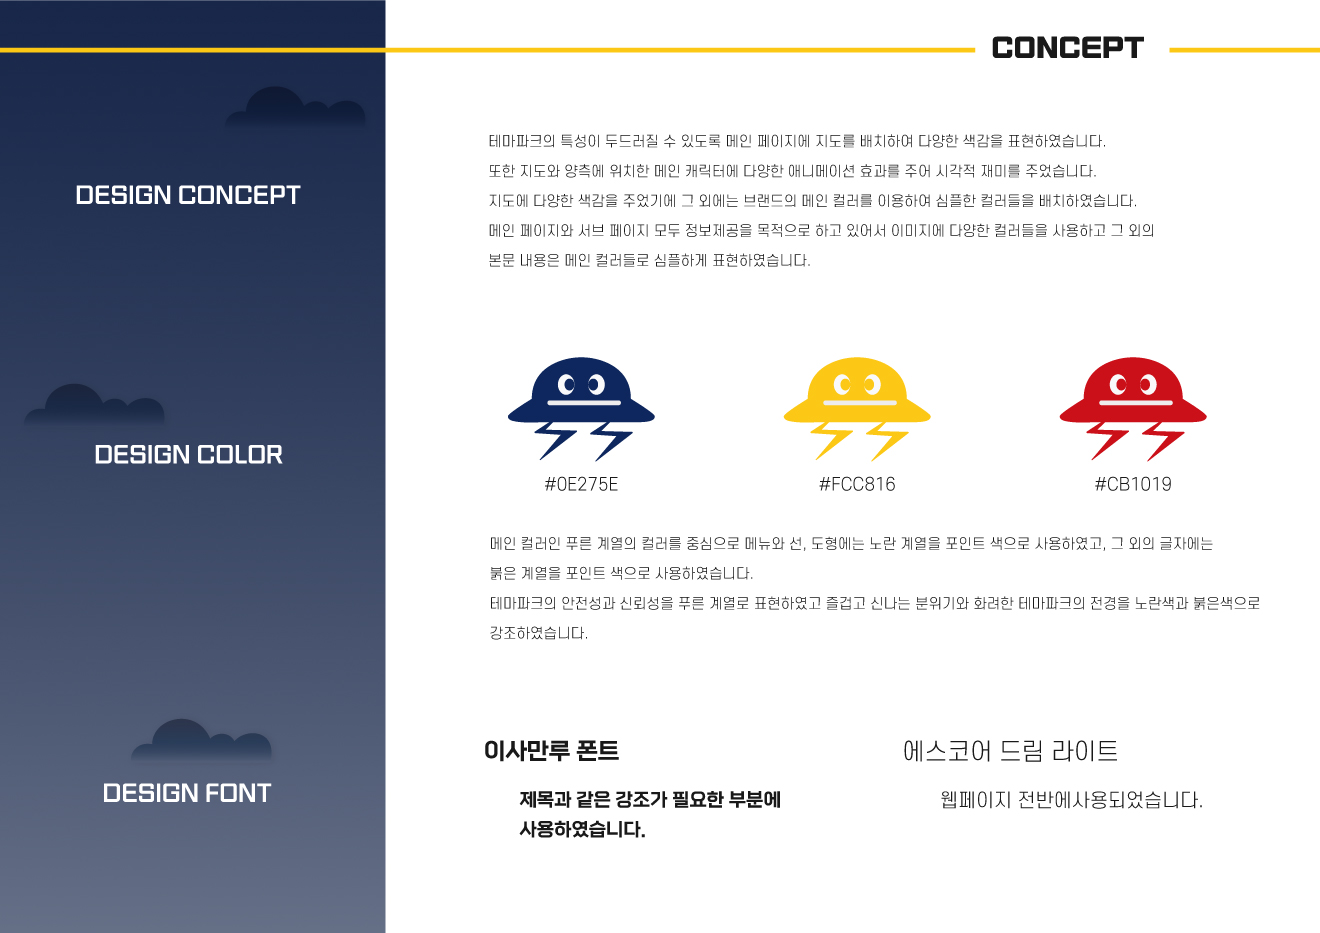 CONCEPT
DESIGN CONCEPT
테마파크의 특성이 두드러질 수 있도록 메인 페이지에 지도를 배치하여 다양한 색감을 표현하였습니다.
또한 지도와 양측에 위치한 메인 캐릭터에 다양한 애니메이션 효과를 주어 시각적 재미를 주었습니다.
지도에 다양한 색감을 주었기에 그 외에는 브랜드의 메인 컬러를 이용하여 심플한 컬러들을 배치하였습니다.
메인 페이지와 서브 페이지 모두 정보제공을 목적으로 하고 있어서 이미지에 다양한 컬러들을 사용하고 그 외의
본문 내용은 메인 컬러들로 심플하게 표현하였습니다.
DESIGN COLOR
#0E275E
#FCC816
#CB1019
메인 컬러인 푸른 계열의 컬러를 중심으로 메뉴와 선, 도형에는 노란 계열을 포인트 색으로 사용하였고, 그 외의 글자에는
붉은 계열을 포인트 색으로 사용하였습니다.
테마파크의 안전성과 신뢰성을 푸른 계열로 표현하였고 즐겁고 신나는 분위기와 화려한 테마파크의 전경을 노란색과 붉은색으로
강조하였습니다.
DESIGN FONT
이사만루 폰트
제목과 같은 강조가 필요한 부분에
사용하였습니다.
에스코어 드림 라이트
웹페이지 전반에사용되었습니다.